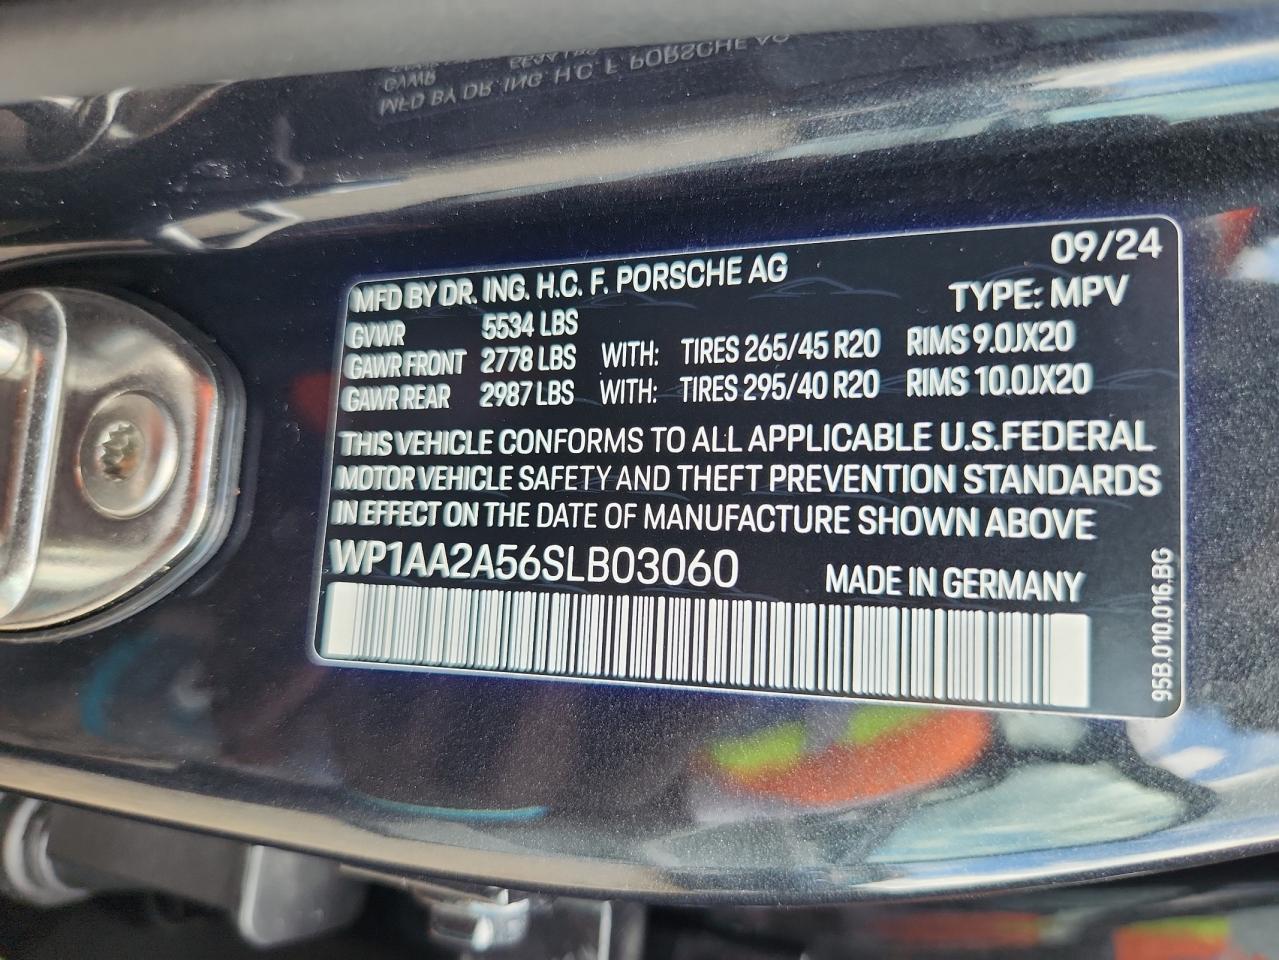 MFD BY DR. ING. H.C. F. PORSCHE AG 09/24
TYPE: MPV
GVWR 5534 LBS
GAWR FRONT 2778 LBS WITH: TIRES 265/45 R20 RIMS 9.0JX20
GAWR REAR 2987 LBS WITH: TIRES 295/40 R20 RIMS 10.0JX20
THIS VEHICLE CONFORMS TO ALL APPLICABLE U.S.FEDERAL
MOTOR VEHICLE SAFETY AND THEFT PREVENTION STANDARDS
IN EFFECT ON THE DATE OF MANUFACTURE SHOWN ABOVE
WP1AA2A56SLB03060 MADE IN GERMANY
95B.010.016.BG